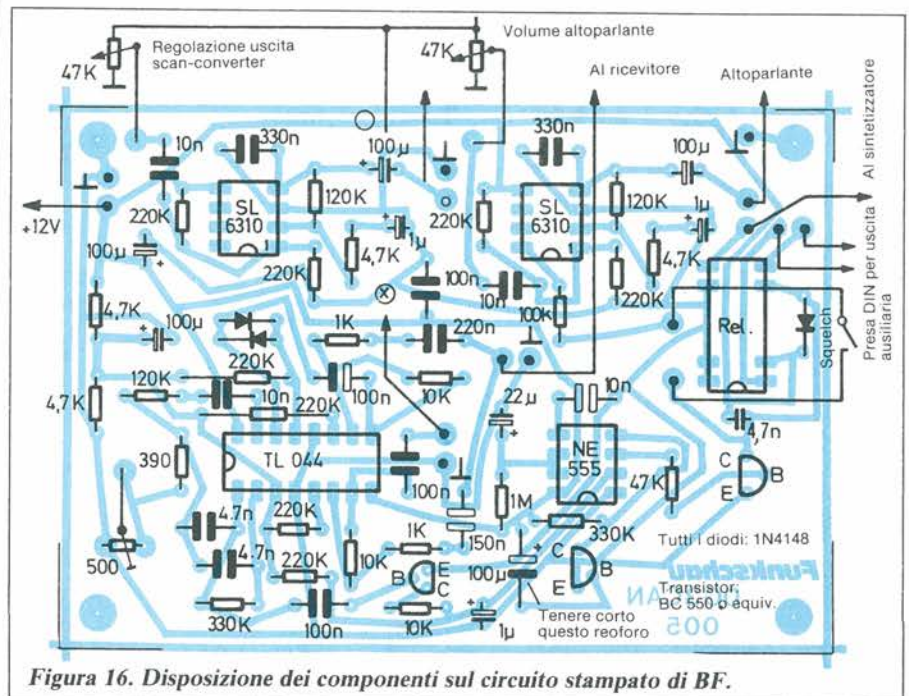 Regolazione uscita
scan-converter
Volume altoparlante
47K
47K
Al ricevitore
Altoparlante
Al sintetizzatore
10n
330n
100µ
330n
100µ
220K
SL
6310
1
120K
1µ
220K
SL
6310
1
120K
1µ
+12V
100µ
+
220K
4,7K
100n
10n
100k
220K
4,7K
Rel.
Squelch
Presa DIN per uscita
ausiliaria
4,7K
100µ
1K
220n
220K
120K
10n
220K
100n
10K
22µ
10n
4,7n
4,7K
390
TL 044
100n
NE
555
47K
C
B
E
1M
330K
4.7n
220K
1K
150n
500
4.7n
220K
10K
B
E
C
100µ
C
B
E
Tutti i diodi: 1N4148
Funkschau
Transistor:
BC 550 o equiv.
005
330K
100n
10K
1µ
Tenere corto
questo reoforo
Figura 16. Disposizione dei componenti sul circuito stampato di BF.